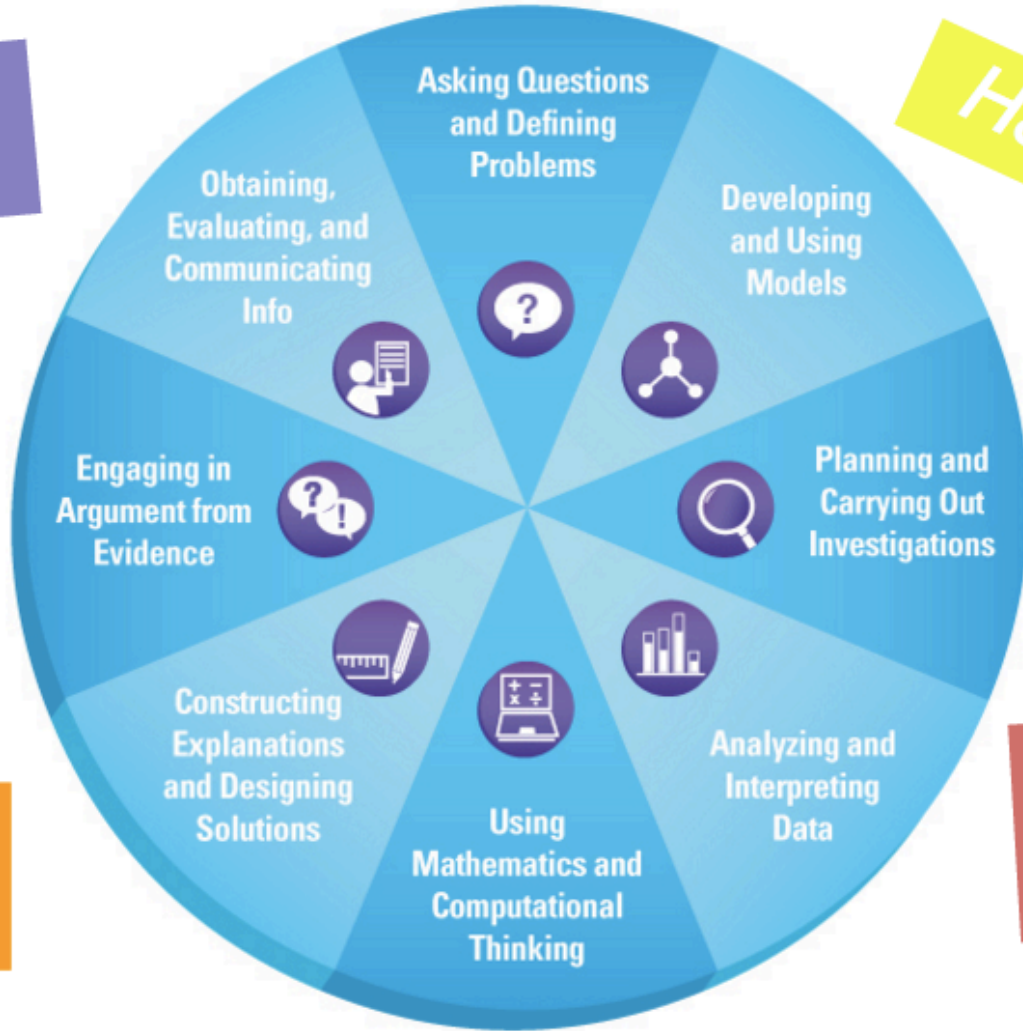 Asking Questions
and Defining
Problems
Developing
and Using
Models
Planning and
Carrying Out
Investigations
Analyzing and
Interpreting
Data
Using
Mathematics and
Computational
Thinking
Constructing
Explanations
and Designing
Solutions
Engaging in
Argument from
Evidence
Obtaining,
Evaluating, and
Communicating
Info
?
?
!
+ -
x ÷